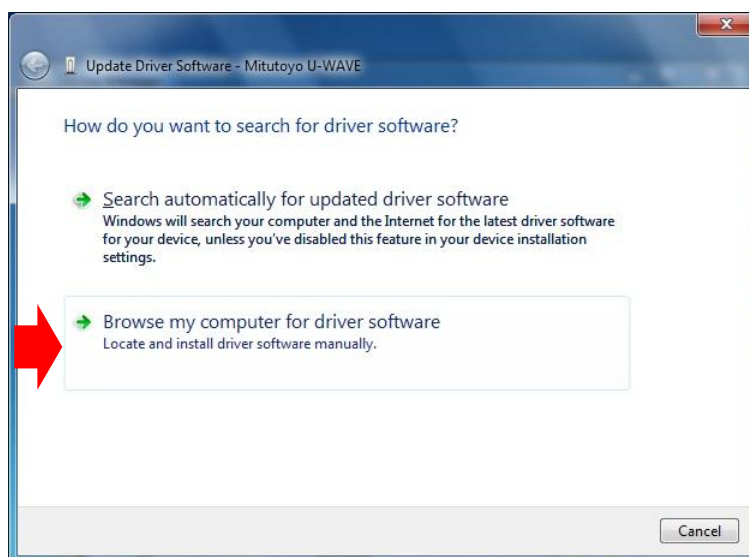 Update Driver Software - Mitutoyo U-WAVE
How do you want to search for driver software?
Search automatically for updated driver software
Windows will search your computer and the Internet for the latest driver software
for your device, unless you've disabled this feature in your device installation
settings.
Browse my computer for driver software
Locate and install driver software manually.
Cancel